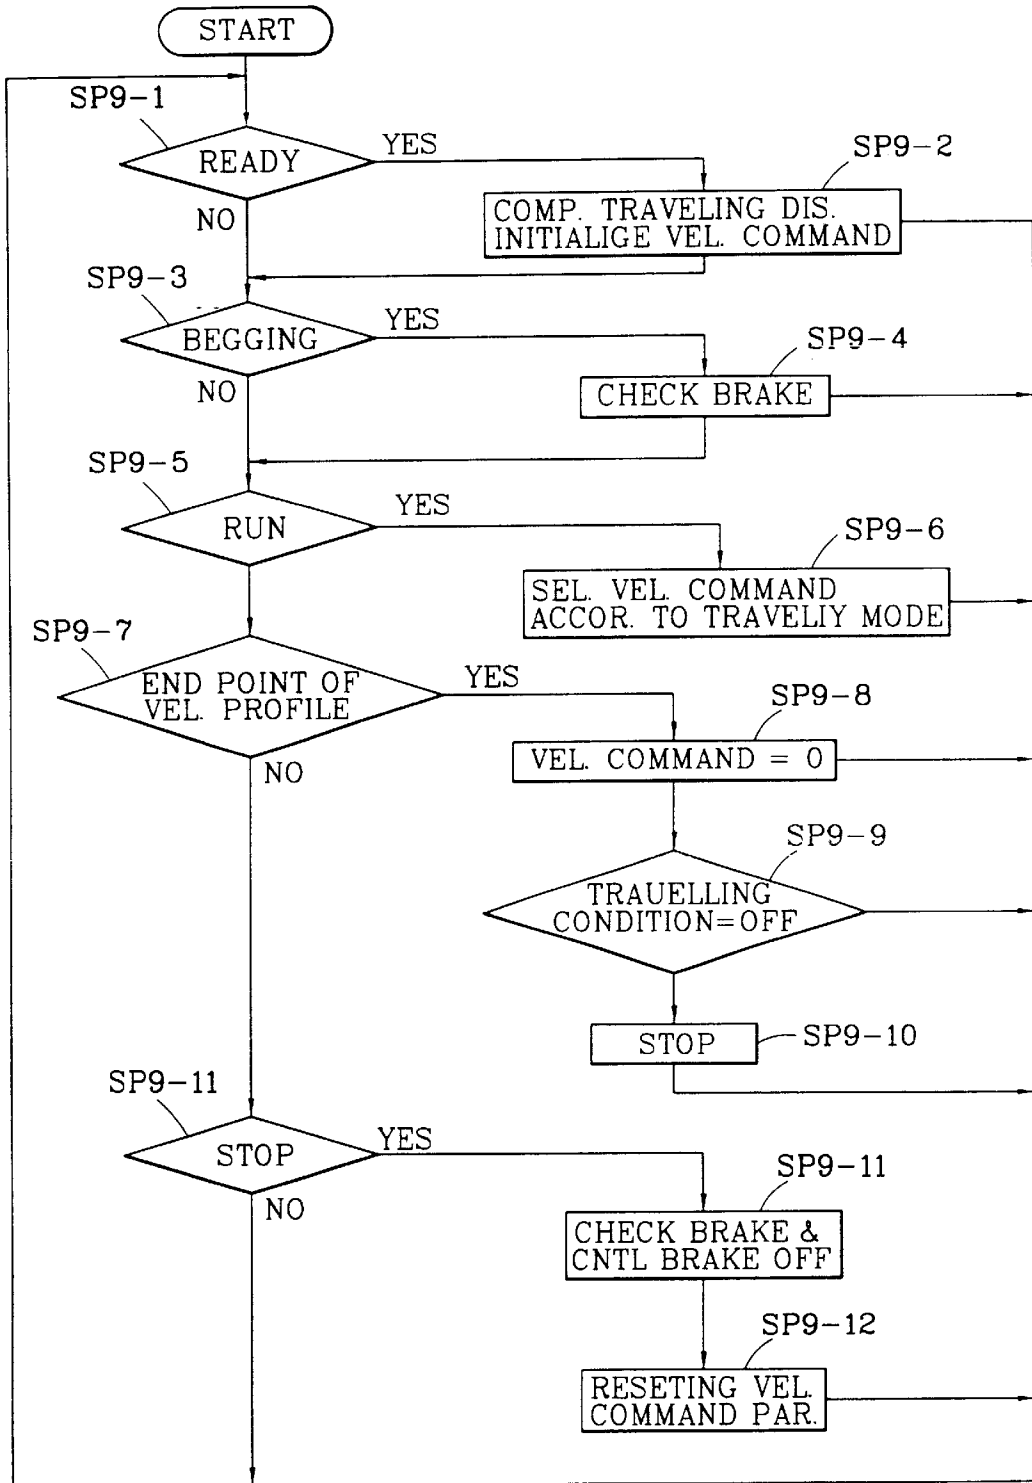 START
SP9-1
READY
YES
NO
SP9-2
COMP. TRAVELING DIS.
INITIALIGE VEL. COMMAND
SP9-3
BEGGING
YES
NO
SP9-4
CHECK BRAKE
SP9-5
RUN
YES
SP9-6
SEL. VEL. COMMAND
ACCOR. TO TRAVELIY MODE
SP9-7
END POINT OF
VEL. PROFILE
YES
NO
SP9-8
VEL. COMMAND = 0
SP9-9
TRAUELLING
CONDITION=OFF
STOP
SP9-10
SP9-11
STOP
YES
NO
SP9-11
CHECK BRAKE &
CNTL BRAKE OFF
SP9-12
RESETING VEL.
COMMAND PAR.